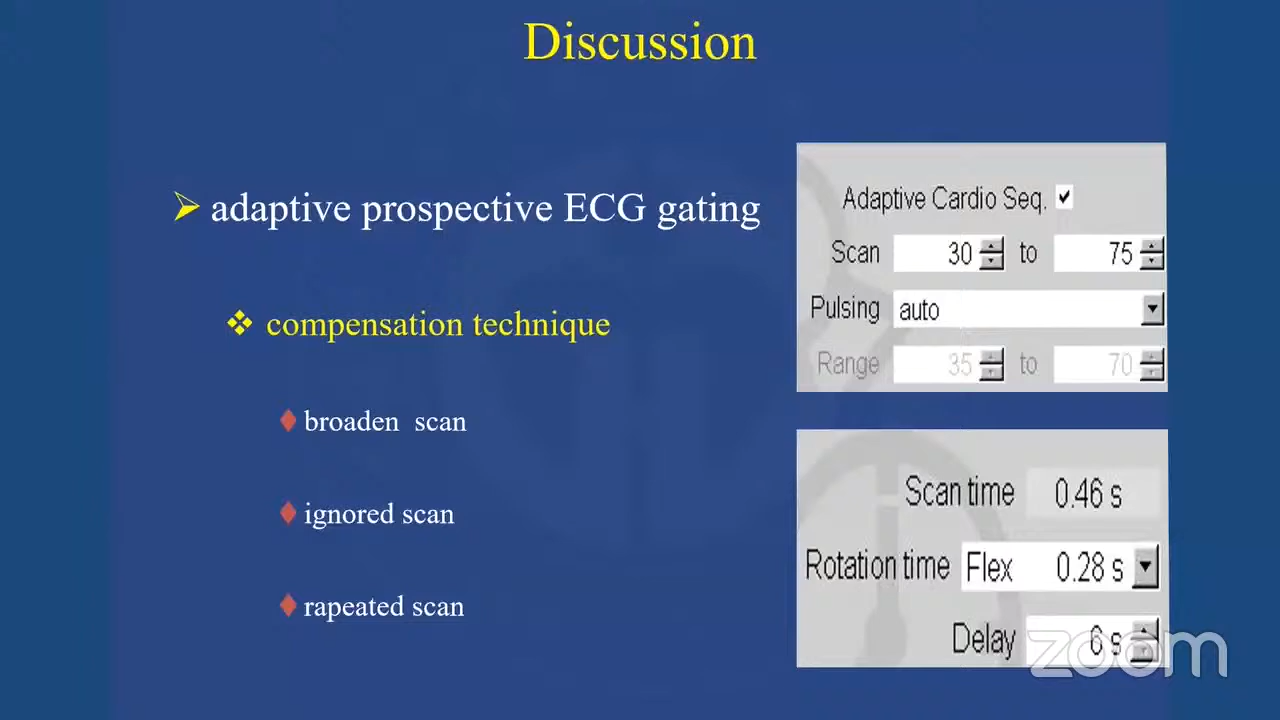 Discussion
adaptive prospective ECG gating
compensation technique
broaden scan
ignored scan
rapeated scan
Adaptive Cardio Seq.
Scan 30 to 75
Pulsing auto
Range 35 to 70
Scan time 0.46 s
Rotation time Flex 0.28 s
Delay 6 s
zoom